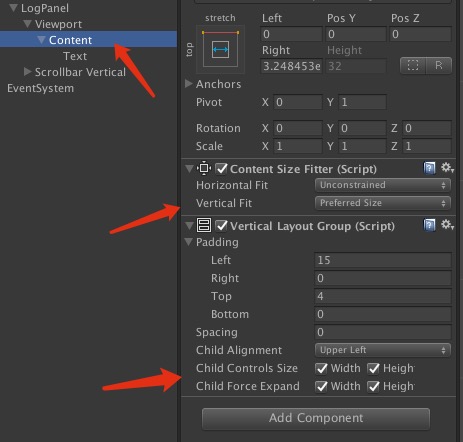 LogPanel
Viewport
Content
Text
Scrollbar Vertical
EventSystem
stretch
top
Left Pos Y Pos Z
0 0 0
Right Height
3.248453e 32 R
Anchors
Pivot X 0 Y 1
Rotation X 0 Y 0 Z 0
Scale X 1 Y 1 Z 1
Content Size Fitter (Script)
Horizontal Fit Unconstrained
Vertical Fit Preferred Size
Vertical Layout Group (Script)
Padding
Left 15
Right 0
Top 4
Bottom 0
Spacing 0
Child Alignment Upper Left
Child Controls Size Width Heigh
Child Force Expand Width Heigh
Add Component